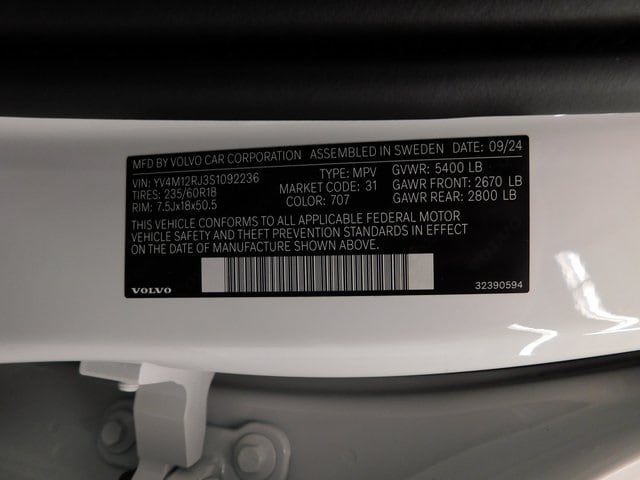 MFD BY VOLVO CAR CORPORATION ASSEMBLED IN SWEDEN DATE: 09/24
VIN: YV4M12RJ3S1092236 TYPE: MPV GVWR: 5400 LB
TIRES: 235/60R18 MARKET CODE: 31 GAWR FRONT: 2670 LB
RIM: 7.5Jx18x50.5 COLOR: 707 GAWR REAR: 2800 LB
THIS VEHICLE CONFORMS TO ALL APPLICABLE FEDERAL MOTOR
VEHICLE SAFETY AND THEFT PREVENTION STANDARDS IN EFFECT
ON THE DATE OF MANUFACTURE SHOWN ABOVE.
VOLVO 32390594